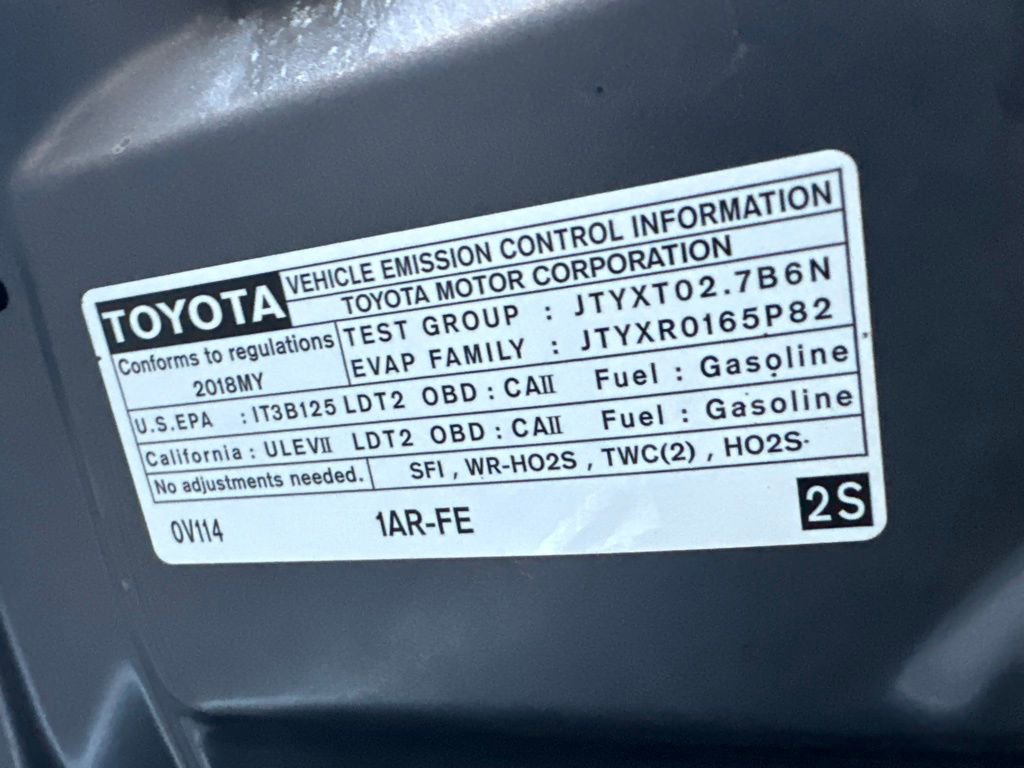 TOYOTA VEHICLE EMISSION CONTROL INFORMATION
TOYOTA MOTOR CORPORATION
Conforms to regulations
2018MY
TEST GROUP : JTYXT02.7B6N
EVAP FAMILY : JTYXR0165P82
U.S.EPA : IT3B125 LDT2 OBD : CAII Fuel : Gasoline
California : ULEVII LDT2 OBD : CAII Fuel : Gasoline
No adjustments needed. SFI , WR-HO2S , TWC(2) , HO2S
0V114 1AR-FE 2S